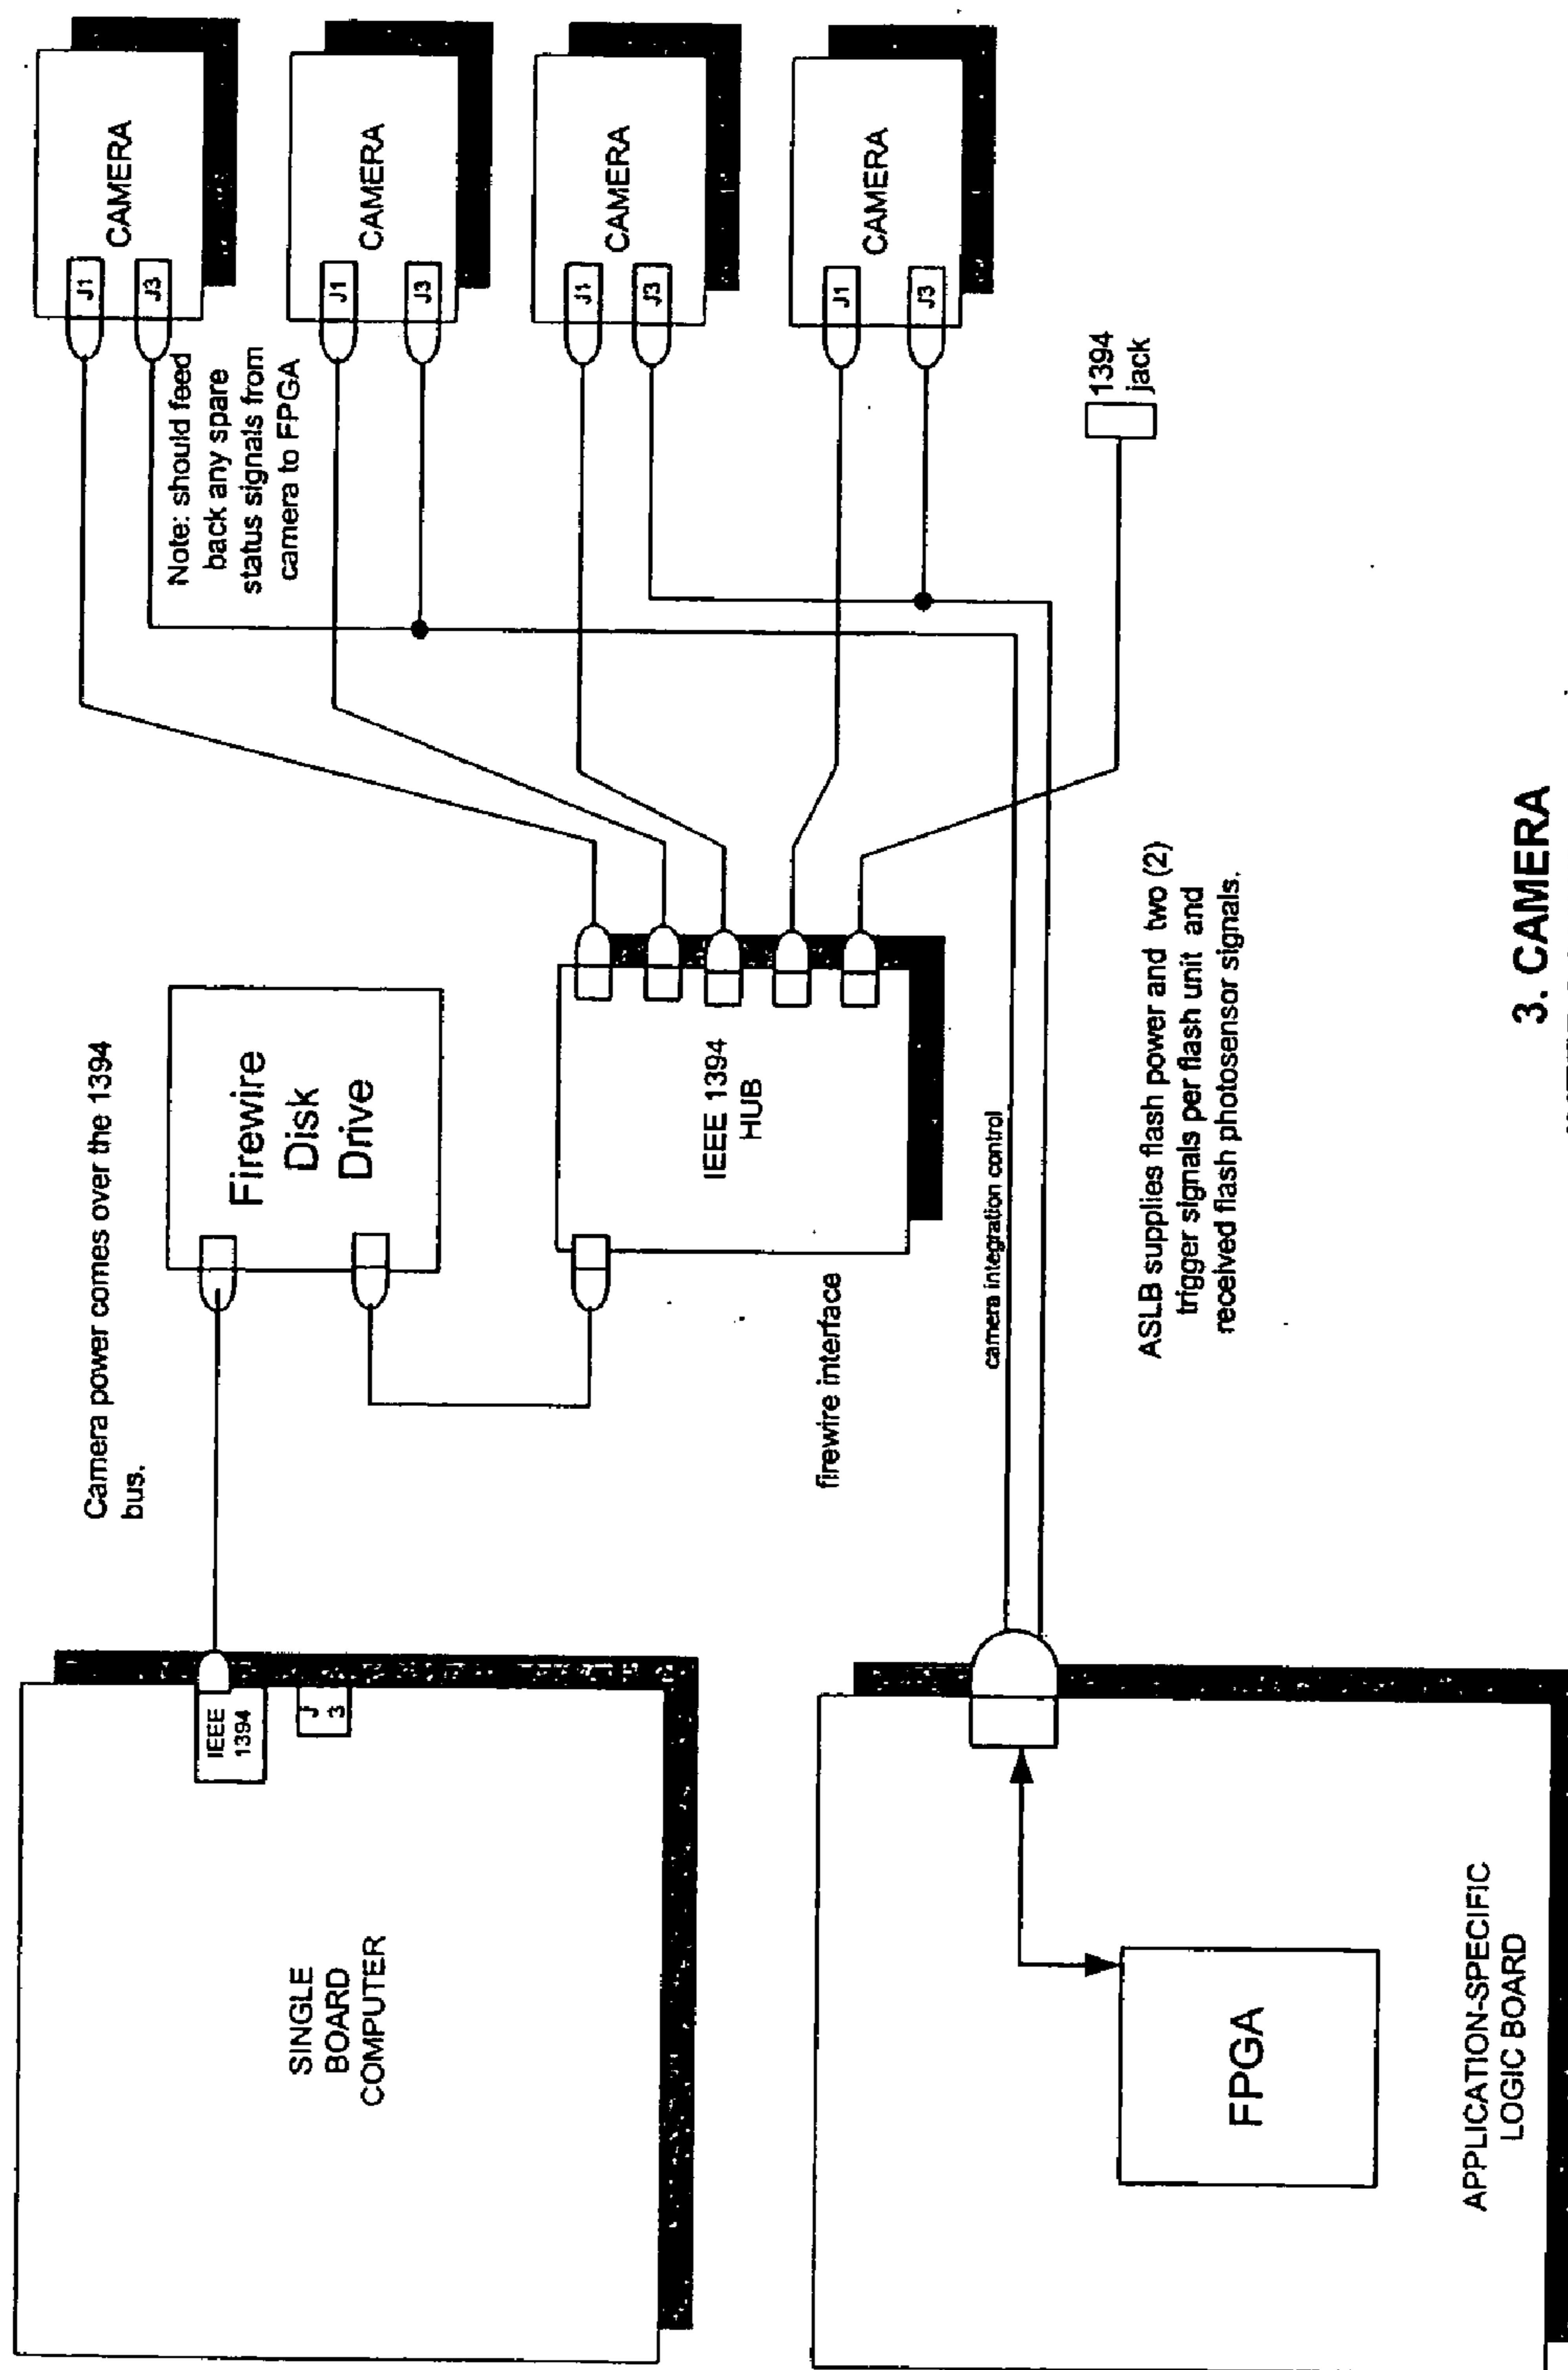 SINGLE
BOARD
COMPUTER
IEEE
1394
J
3
Camera power comes over the 1394
bus.
Firewire
Disk
Drive
firewire interface
IEEE 1394
HUB
J1
J3
CAMERA
Note: should feed
back any spare
status signals from
camera to FPGA
J1
J3
CAMERA
J1
J3
CAMERA
J1
J3
CAMERA
1394
jack
camera integration control
ASLB supplies flash power and two (2)
trigger signals per flash unit and
received flash photosensor signals.
FPGA
APPLICATION-SPECIFIC
LOGIC BOARD
3. CAMERA